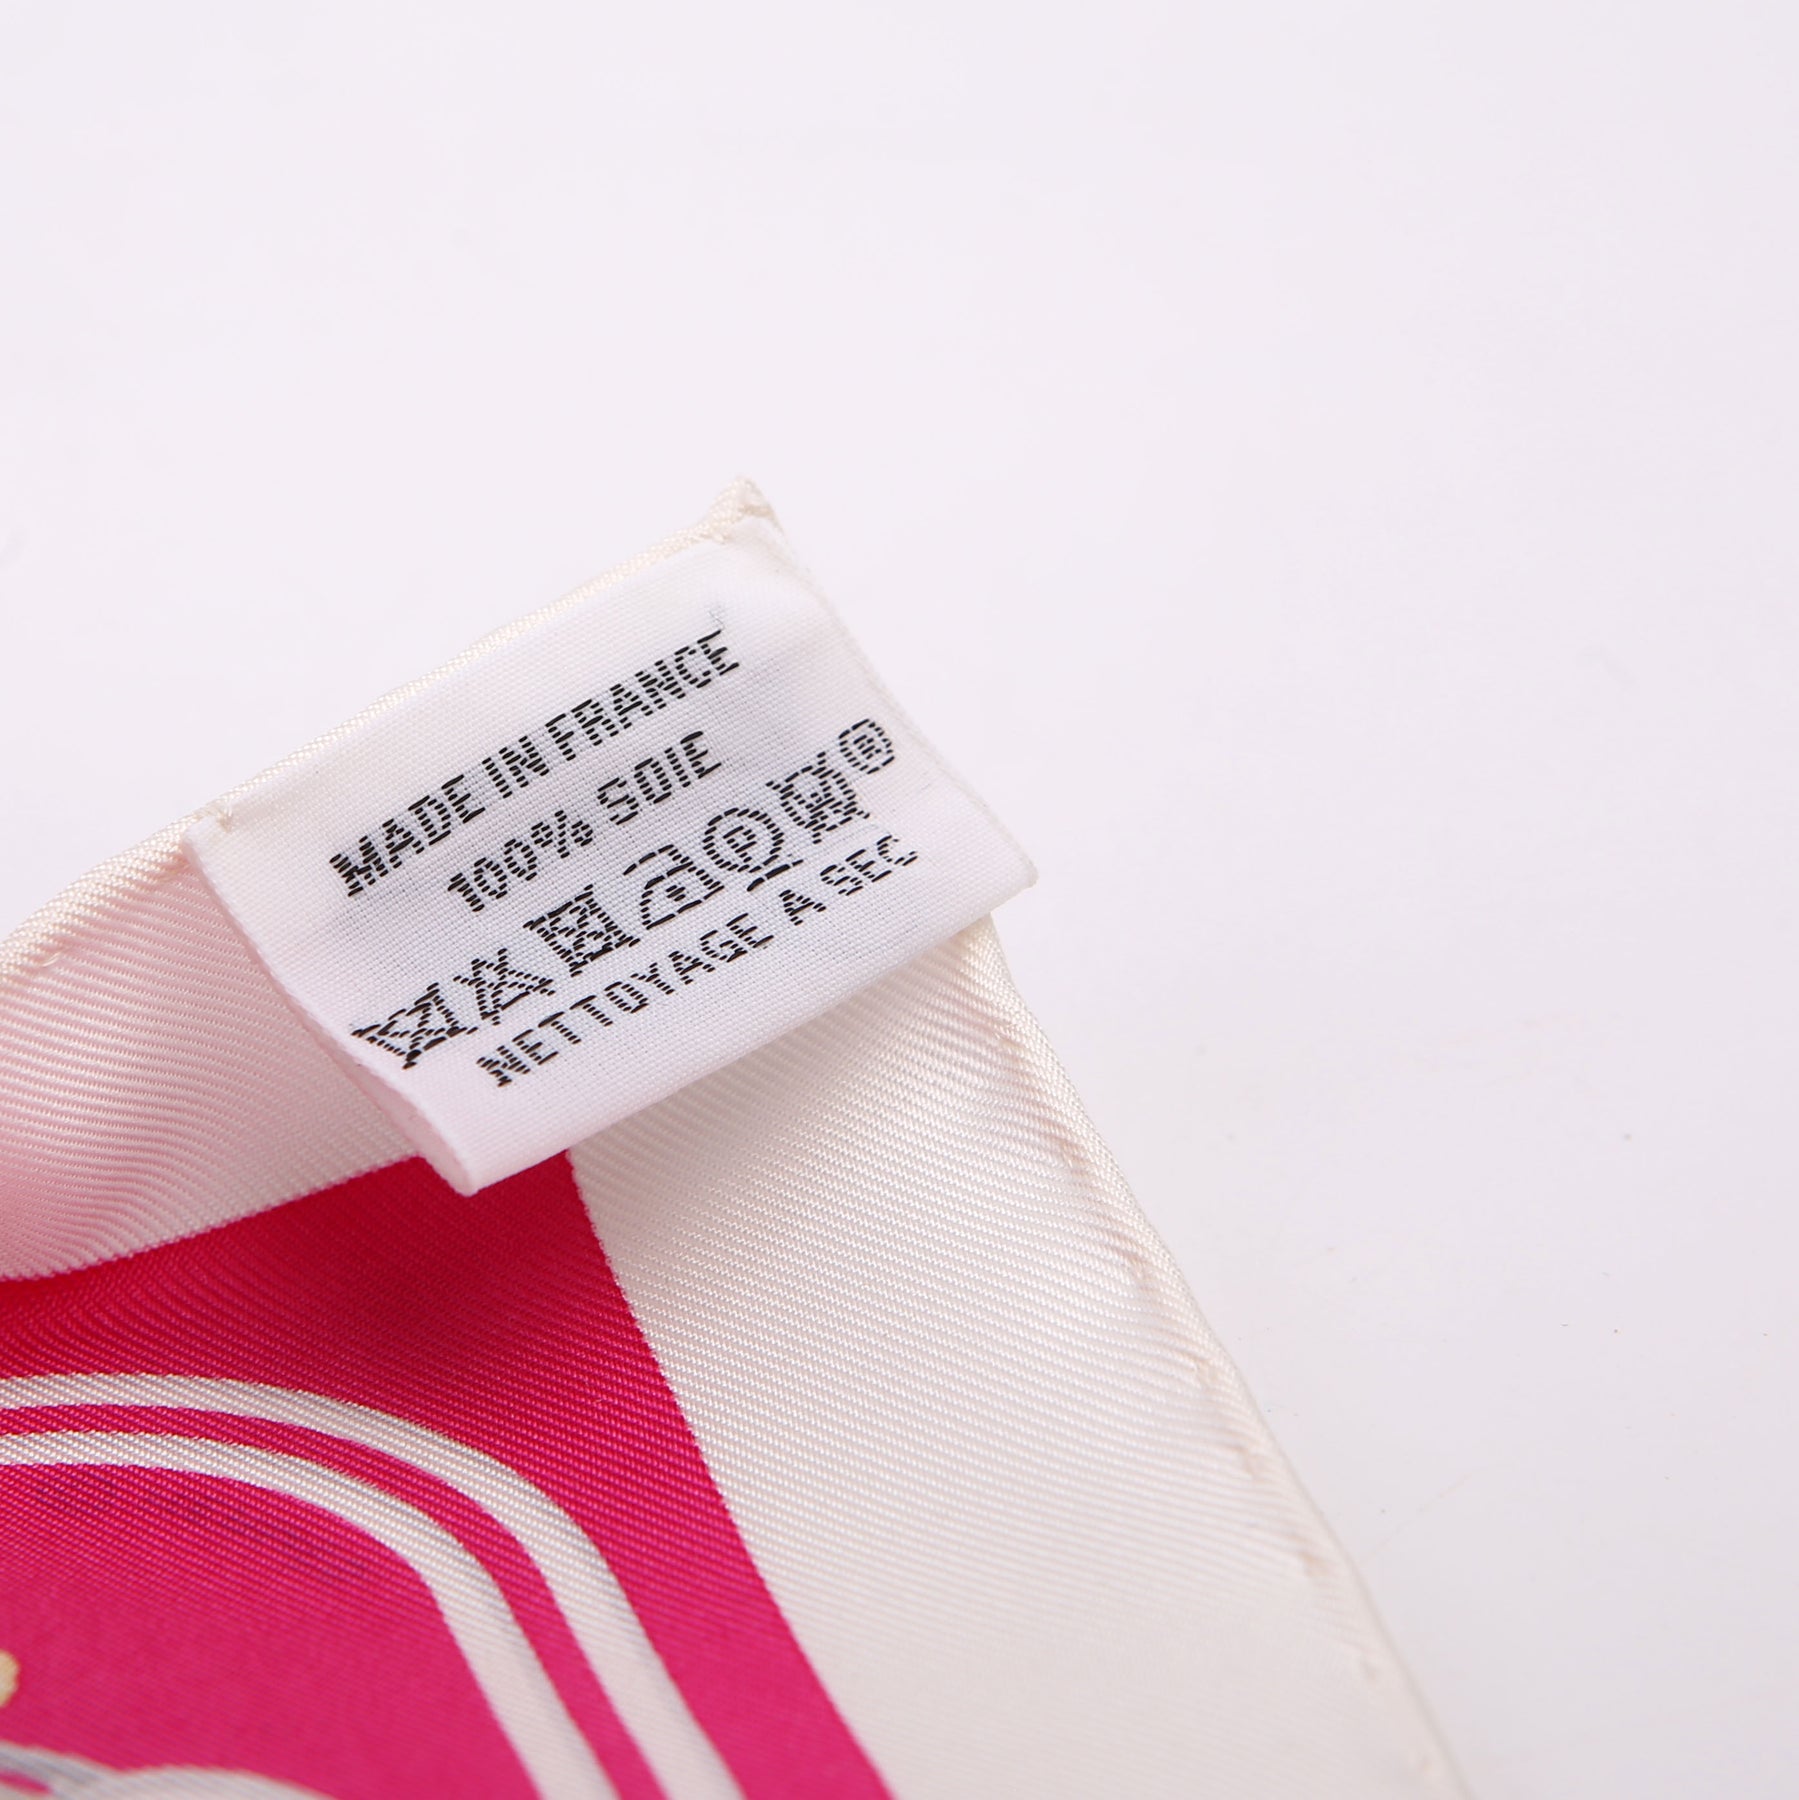 MADE IN FRANCE
100% SOIE
P ®
NETTOYAGE A SEC